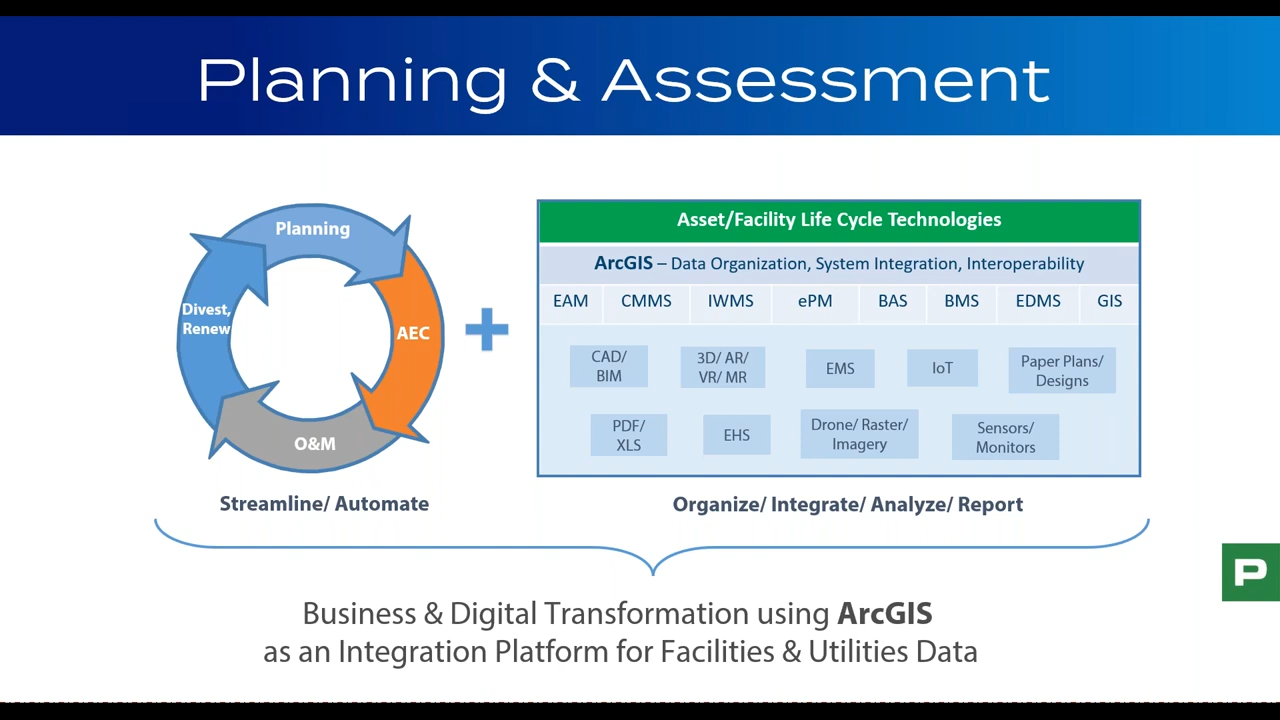 Planning & Assessment
Planning
Divest,
Renew
AEC
O&M
Streamline/ Automate
Asset/Facility Life Cycle Technologies
ArcGIS – Data Organization, System Integration, Interoperability
EAM CMMS IWMS ePM BAS BMS EDMS GIS
CAD/
BIM
3D/ AR/
VR/ MR
EMS
IoT
Paper Plans/
Designs
PDF/
XLS
EHS
Drone/ Raster/
Imagery
Sensors/
Monitors
Organize/ Integrate/ Analyze/ Report
P
Business & Digital Transformation using ArcGIS
as an Integration Platform for Facilities & Utilities Data